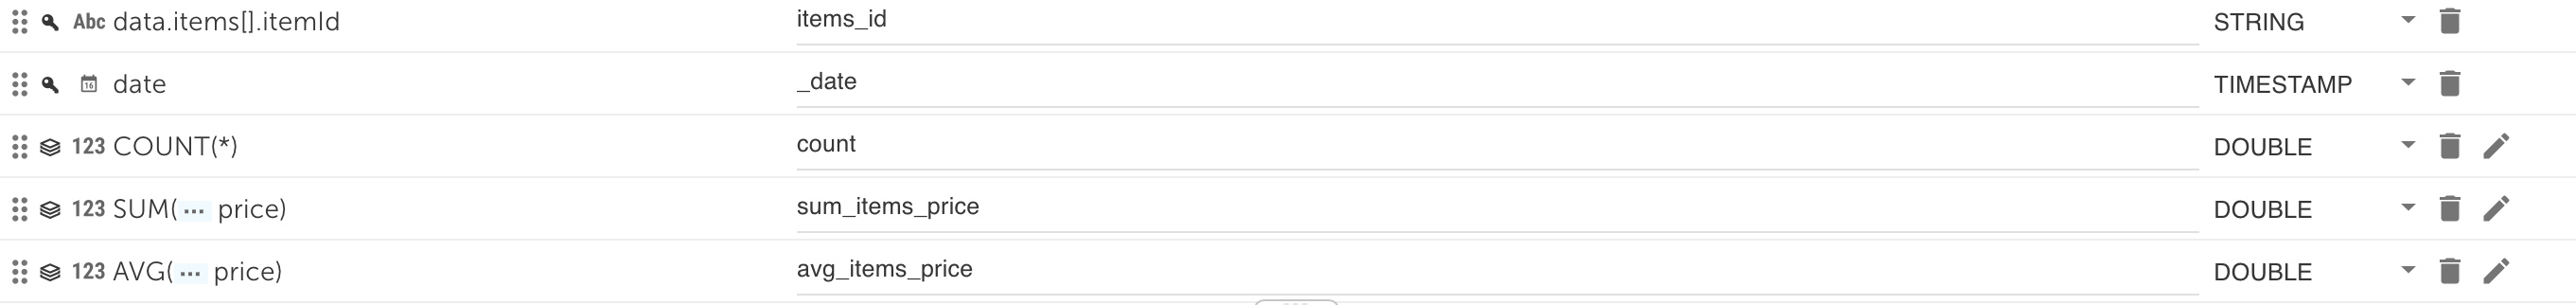 Abc data.items[].itemId items_id STRING
16 date _date TIMESTAMP
123 COUNT(*) count DOUBLE
123 SUM(... price) sum_items_price DOUBLE
123 AVG(... price) avg_items_price DOUBLE